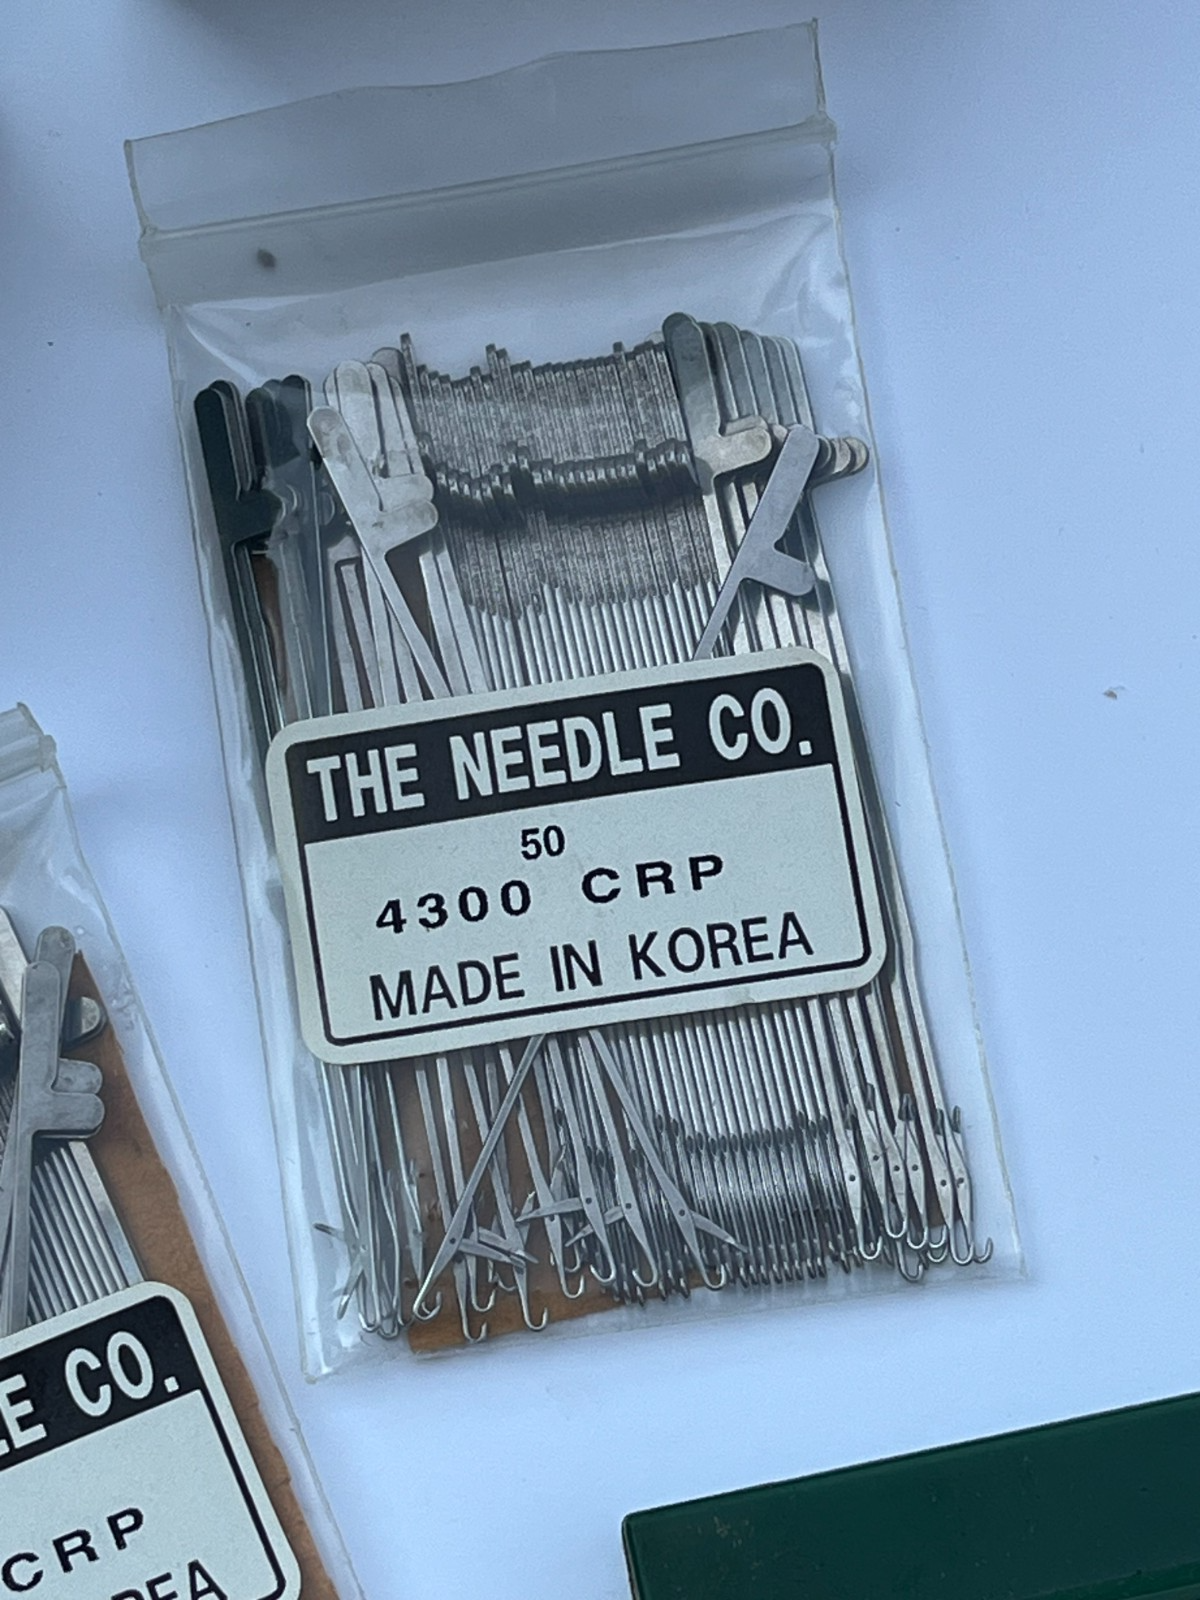 THE NEEDLE CO.
50
4300 CRP
MADE IN KOREA
CO.
CRP